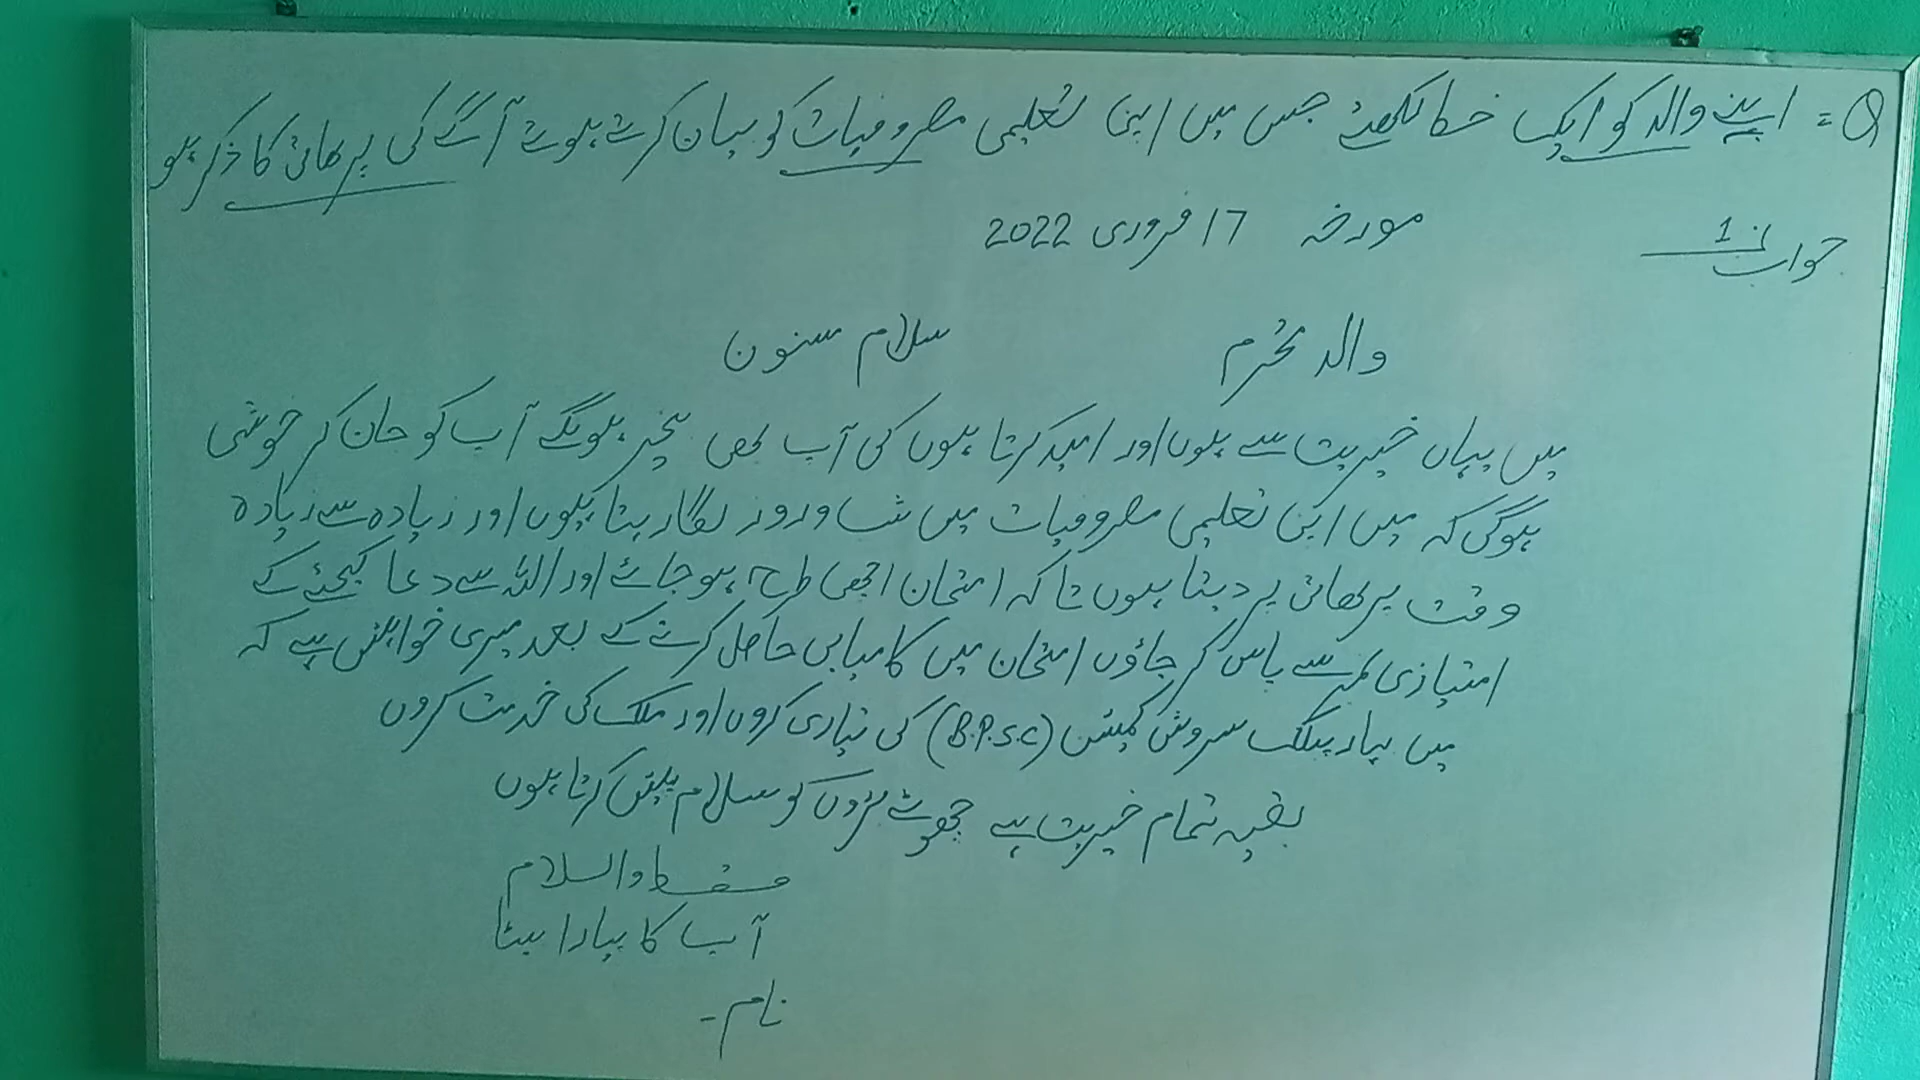 Q = اپنے والد کو ایک خط لکھئے جس میں اپنی تعلیمی مصروفیات کو بیان کرتے ہوئے آگے کی پڑھائی کا ذکر ہو
جواب نمبر 1
مورخہ 17 فروری 2022
والد محترم سلام مسنون
میں یہاں خیریت سے ہوں اور امید کرتا ہوں کی آپ بھی بخیر ہونگے آپ کو جان کر خوشی
ہوگی کہ میں اپنی تعلیمی مصروفیات میں شب و روز لگا رہتا ہوں اور زیادہ سے زیادہ
وقت پڑھائی پر دیتا ہوں تا کہ امتحان اچھی طرح ہو جائے اور اللہ سے دعا کیجئے کے
امتیازی نمبر سے پاس کر جاؤں امتحان میں کامیابی حاصل کرنے کے بعد میری خواہش ہے کہ
میں بہار پبلک سروش کمیشن (B.P.S.C) کی تیاری کروں اور ملک کی خدمت کروں
بقیہ تمام خیریت ہے چھوٹے بڑوں کو سلام پیش کرتا ہوں
فقط والسلام
آپ کا پیارا بیٹا
نام -